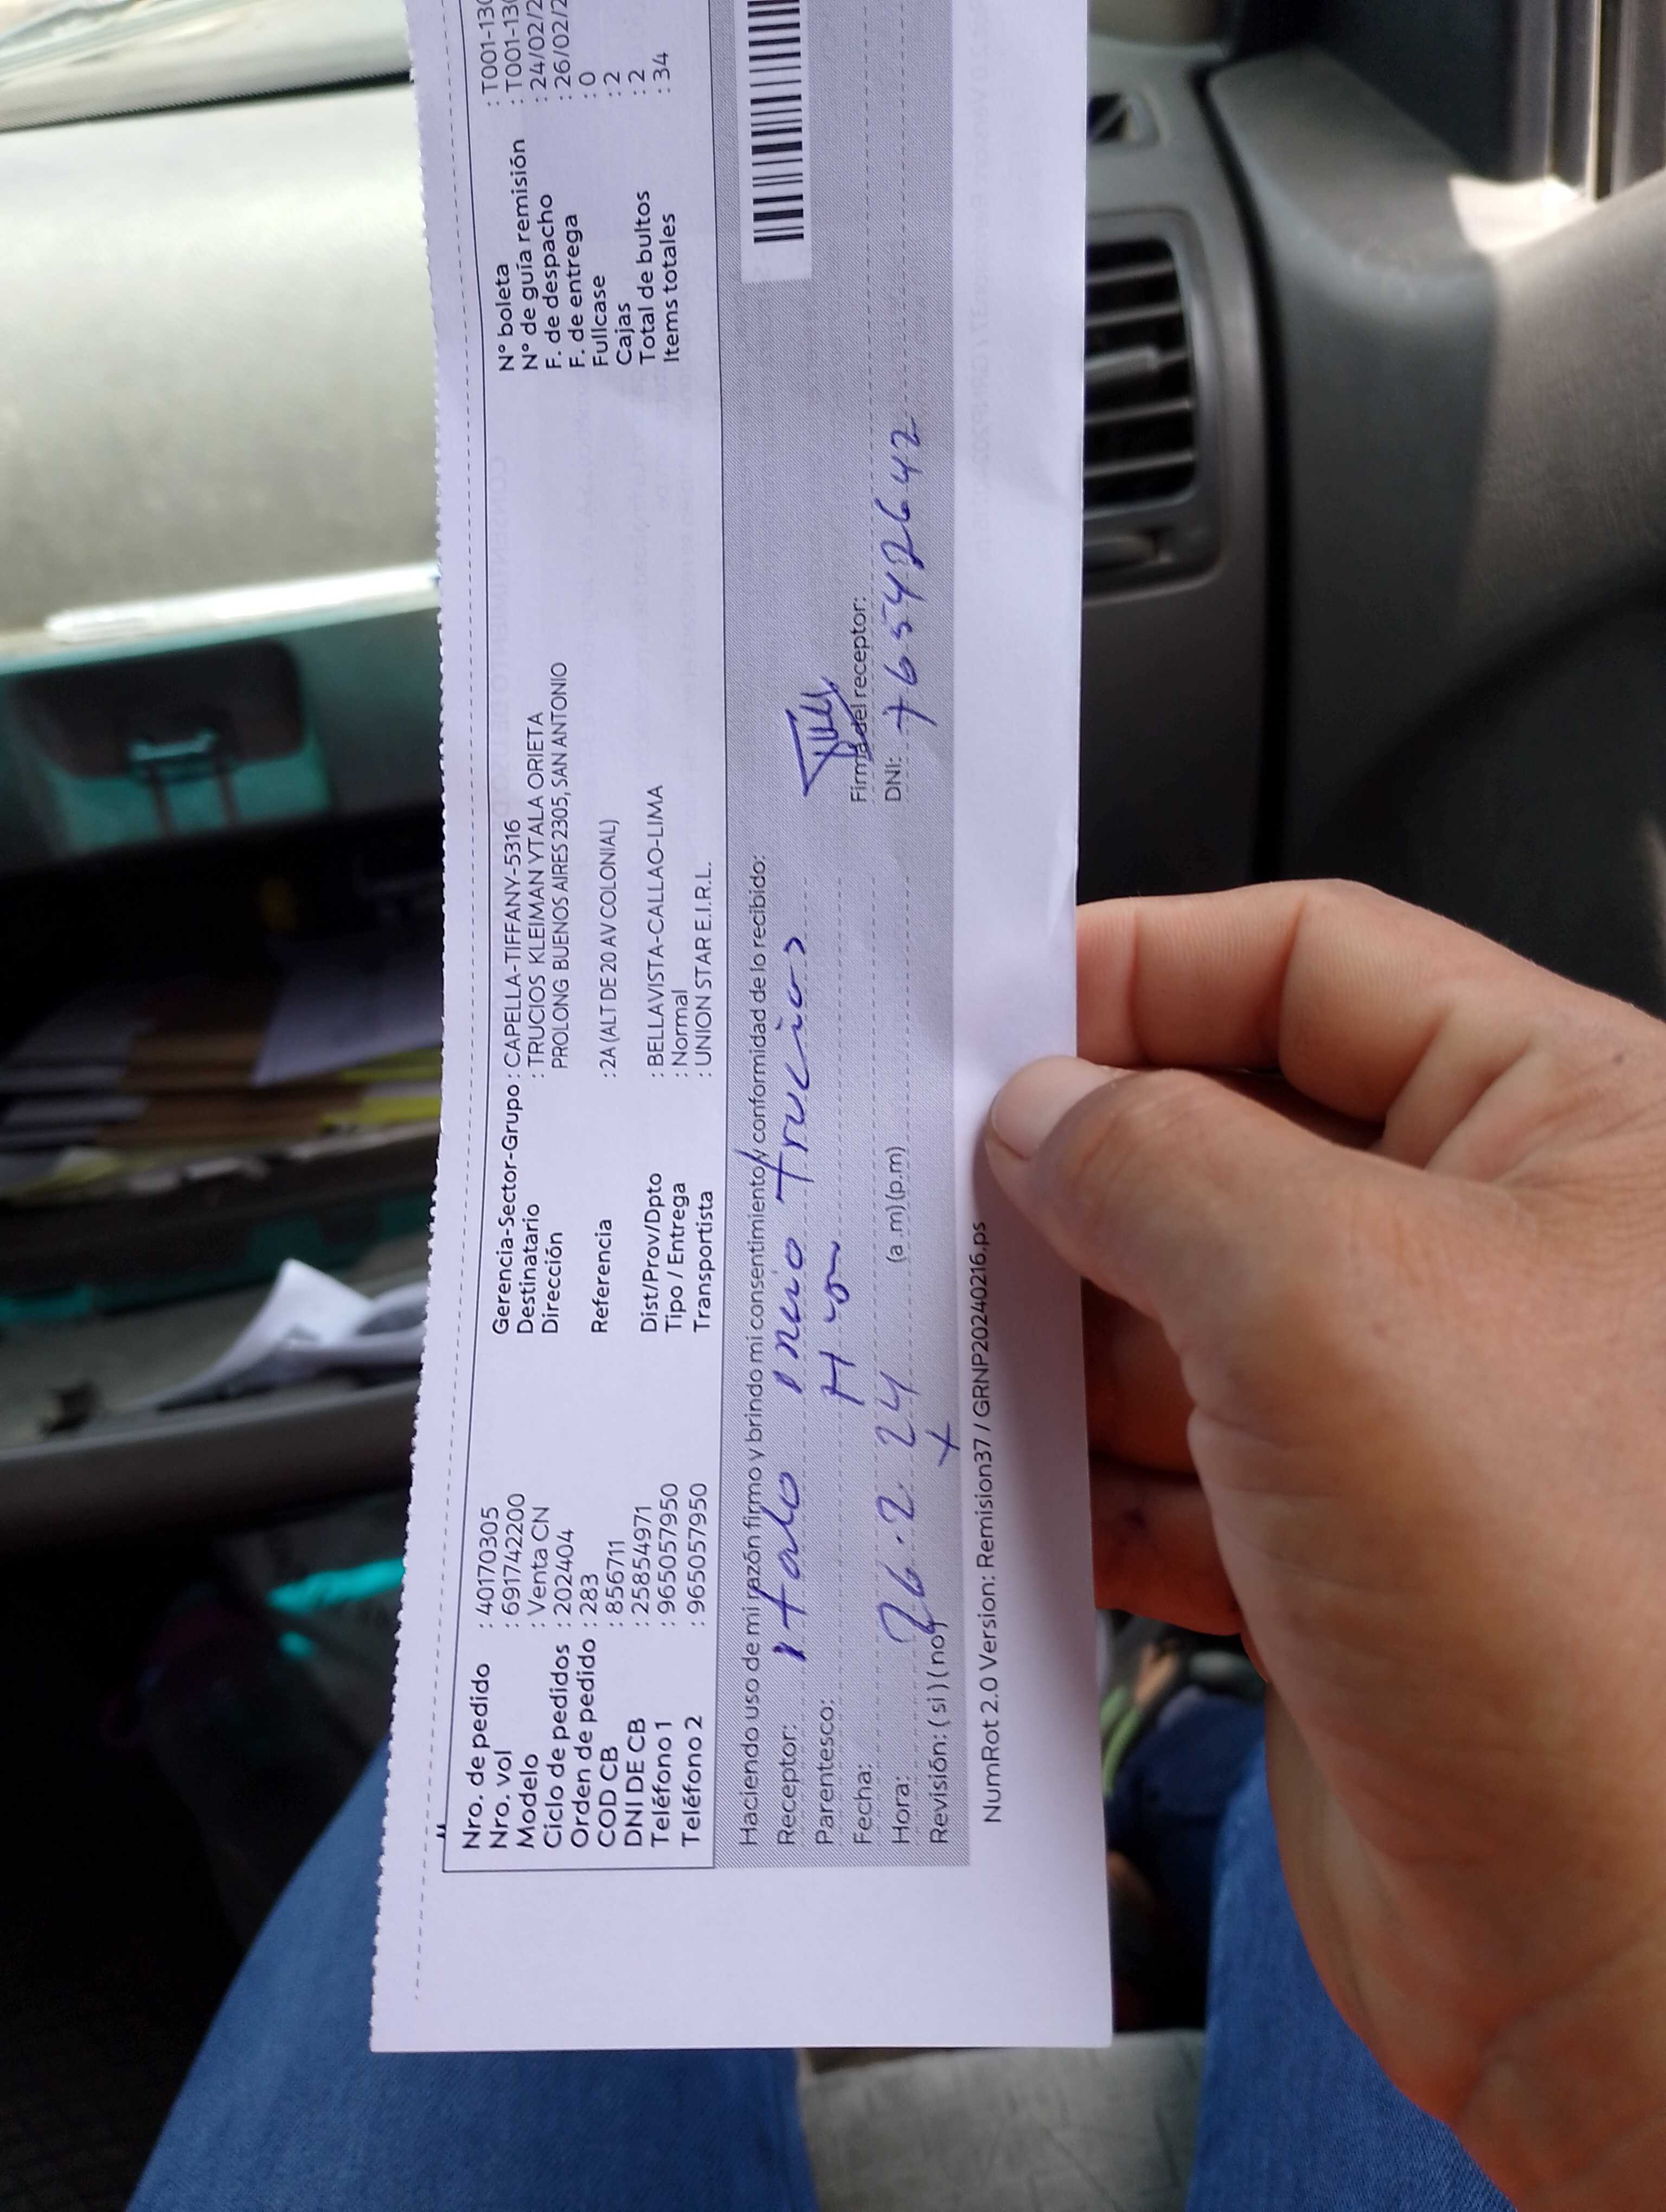 Nro. de pedido : 40170305
Nro. vol : 691742200
Modelo : Venta CN
Ciclo de pedidos : 202404
Orden de pedido : 283
COD CB : 856711
DNI DE CB : 25854971
Teléfono 1 : 965057950
Teléfono 2 : 965057950
Gerencia-Sector-Grupo : CAPELLA-TIFFANY-5316
Destinatario : TRUCIOS KLEIMAN YTALA ORIETA
Dirección PROLONG BUENOS AIRES 2305, SAN ANTONIO
Referencia : 2A (ALT DE 20 AV COLONIAL)
Dist/Prov/Dpto : BELLAVISTA-CALLAO-LIMA
Tipo / Entrega : Normal
Transportista : UNION STAR E.I.R.L.
N° boleta : T001-130
N° de guía remisión : T001-130
F. de despacho : 24/02/2
F. de entrega : 26/02/2
Fullcase : 0
Cajas : 2
Total de bultos : 2
Items totales : 34
Haciendo uso de mi razón firmo y brindo mi consentimiento y conformidad de lo recibido:
Receptor: Italo Trucios
Parentesco:
Fecha: 26.2.24
Firma del receptor:
Hora: (a.m)(p.m)
DNI: 76542642
Revisión: ( si ) ( no )
NumRot 2.0 Version: Remision37 / GRNP20240216.ps